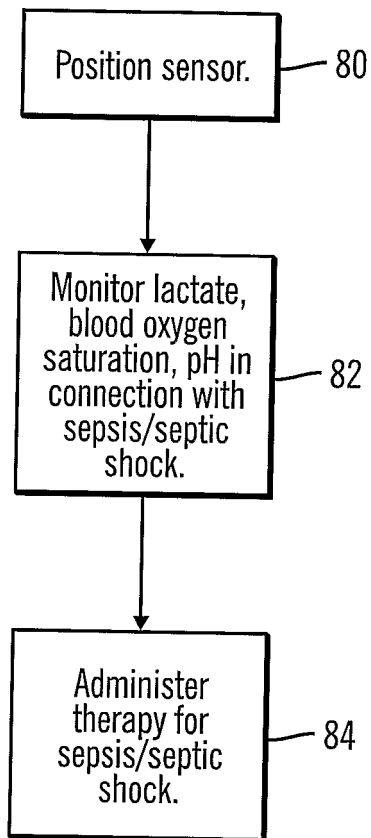 Position sensor.
80
Monitor lactate,
blood oxygen
saturation, pH in
connection with
sepsis/septic
shock.
82
Administer
therapy for
sepsis/septic
shock.
84